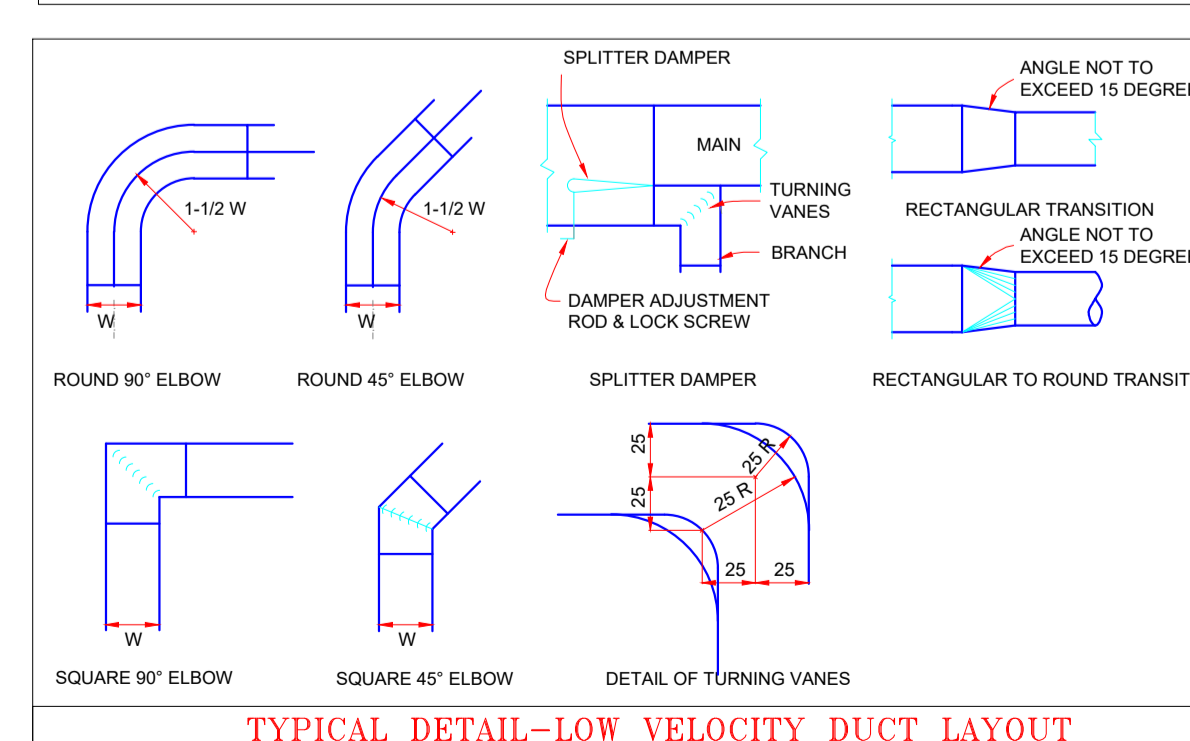 SPLITTER DAMPER
MAIN
TURNING
VANES
BRANCH
DAMPER ADJUSTMENT
ROD & LOCK SCREW
ANGLE NOT TO
EXCEED 15 DEGRE
1-1/2 W
1-1/2 W
RECTANGULAR TRANSITION
ANGLE NOT TO
EXCEED 15 DEGRE
W
W
ROUND 90° ELBOW
ROUND 45° ELBOW
SPLITTER DAMPER
RECTANGULAR TO ROUND TRANSIT
25
25
25 R
25 R
25
25
W
W
SQUARE 90° ELBOW
SQUARE 45° ELBOW
DETAIL OF TURNING VANES
TYPICAL DETAIL-LOW VELOCITY DUCT LAYOUT